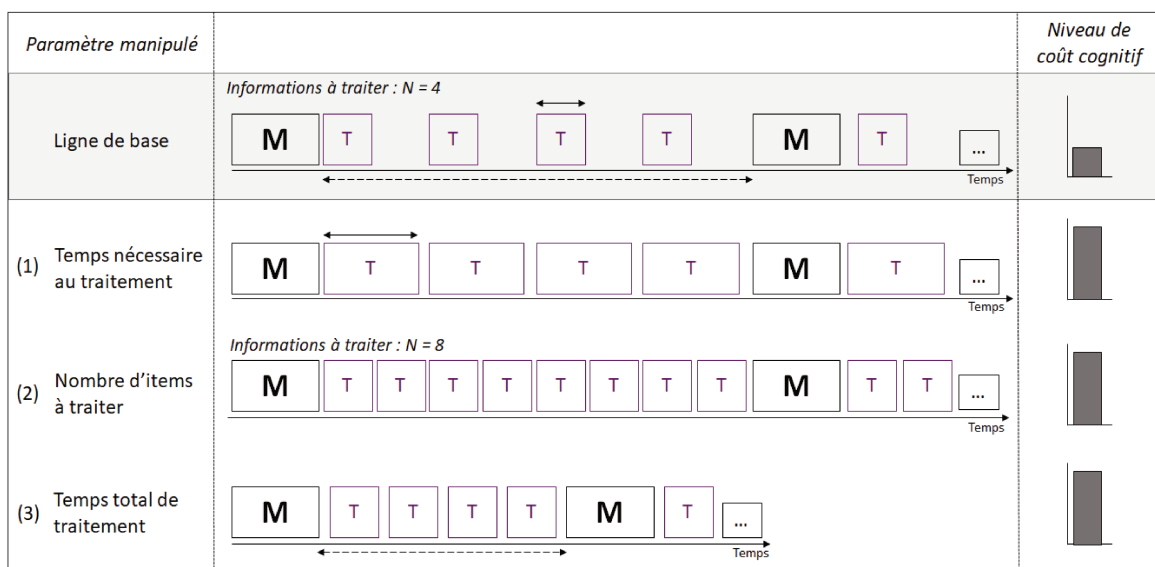 Paramètre manipulé
Niveau de
coût cognitif
Informations à traiter : N = 4
Ligne de base
M T T T T M T ...
Temps
(1) Temps nécessaire
au traitement
M T T T T M T ...
Temps
Informations à traiter : N = 8
(2) Nombre d'items
à traiter
M T T T T T T T T M T T ...
Temps
(3) Temps total de
traitement
M T T T T M T ...
Temps